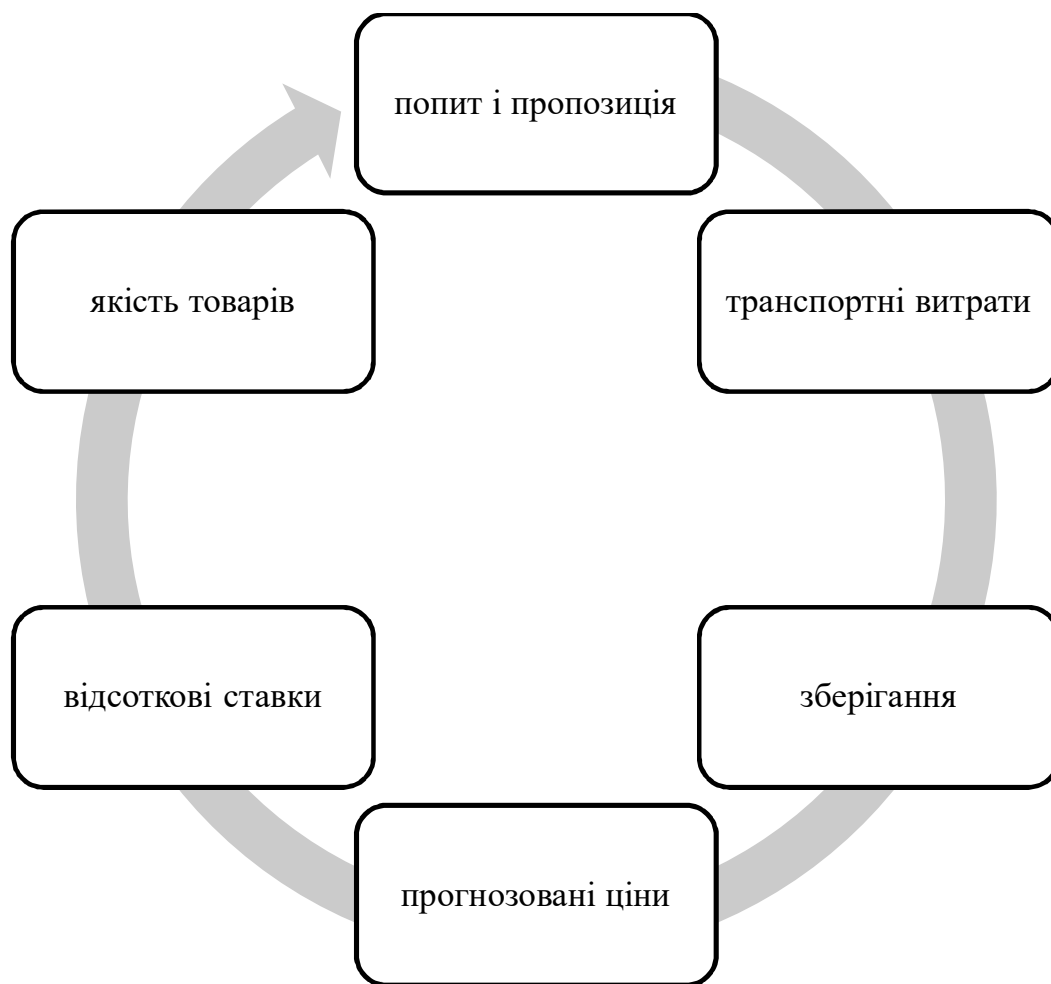 попит і пропозиція
транспортні витрати
зберігання
прогнозовані ціни
відсоткові ставки
якість товарів